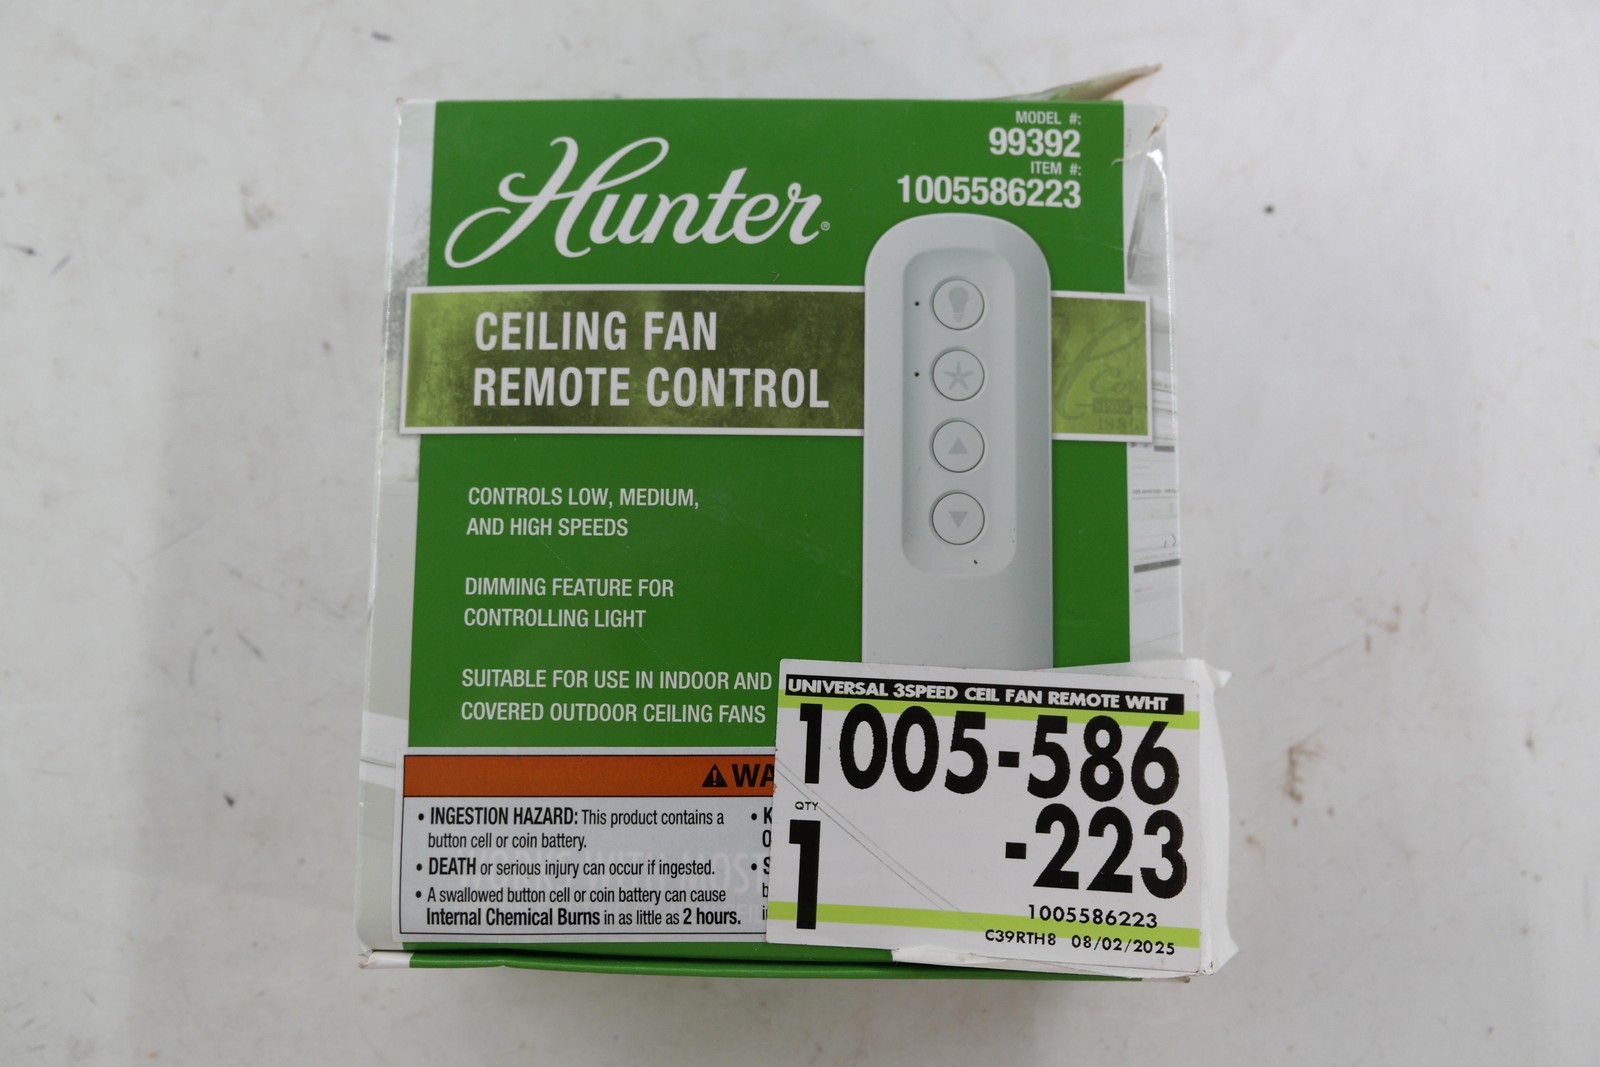 Hunter®
MODEL #:
99392
ITEM #:
1005586223
CEILING FAN
REMOTE CONTROL
CONTROLS LOW, MEDIUM,
AND HIGH SPEEDS
DIMMING FEATURE FOR
CONTROLLING LIGHT
SUITABLE FOR USE IN INDOOR AND
COVERED OUTDOOR CEILING FANS
WA
• INGESTION HAZARD: This product contains a
button cell or coin battery.
• DEATH or serious injury can occur if ingested.
• A swallowed button cell or coin battery can cause
Internal Chemical Burns in as little as 2 hours.
UNIVERSAL 3SPEED CEIL FAN REMOTE WHT
1005-586
-223
QTY
1
1005586223
C39RTH8 08/02/2025